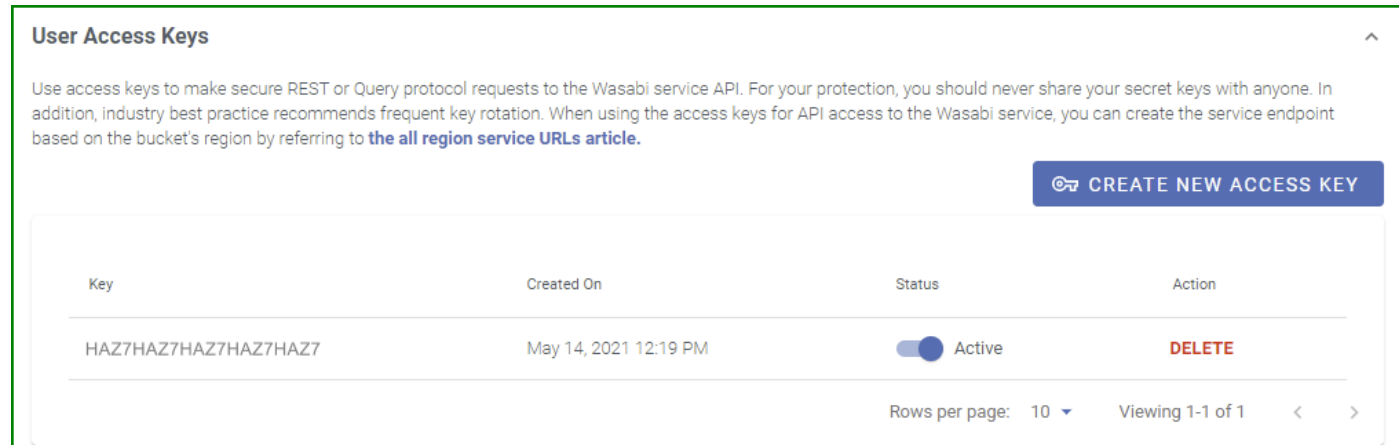 User Access Keys
Use access keys to make secure REST or Query protocol requests to the Wasabi service API. For your protection, you should never share your secret keys with anyone. In
addition, industry best practice recommends frequent key rotation. When using the access keys for API access to the Wasabi service, you can create the service endpoint
based on the bucket's region by referring to the all region service URLs article.
CREATE NEW ACCESS KEY
Key Created On Status Action
HAZ7HAZ7HAZ7HAZ7HAZ7 May 14, 2021 12:19 PM Active DELETE
Rows per page: 10 Viewing 1-1 of 1